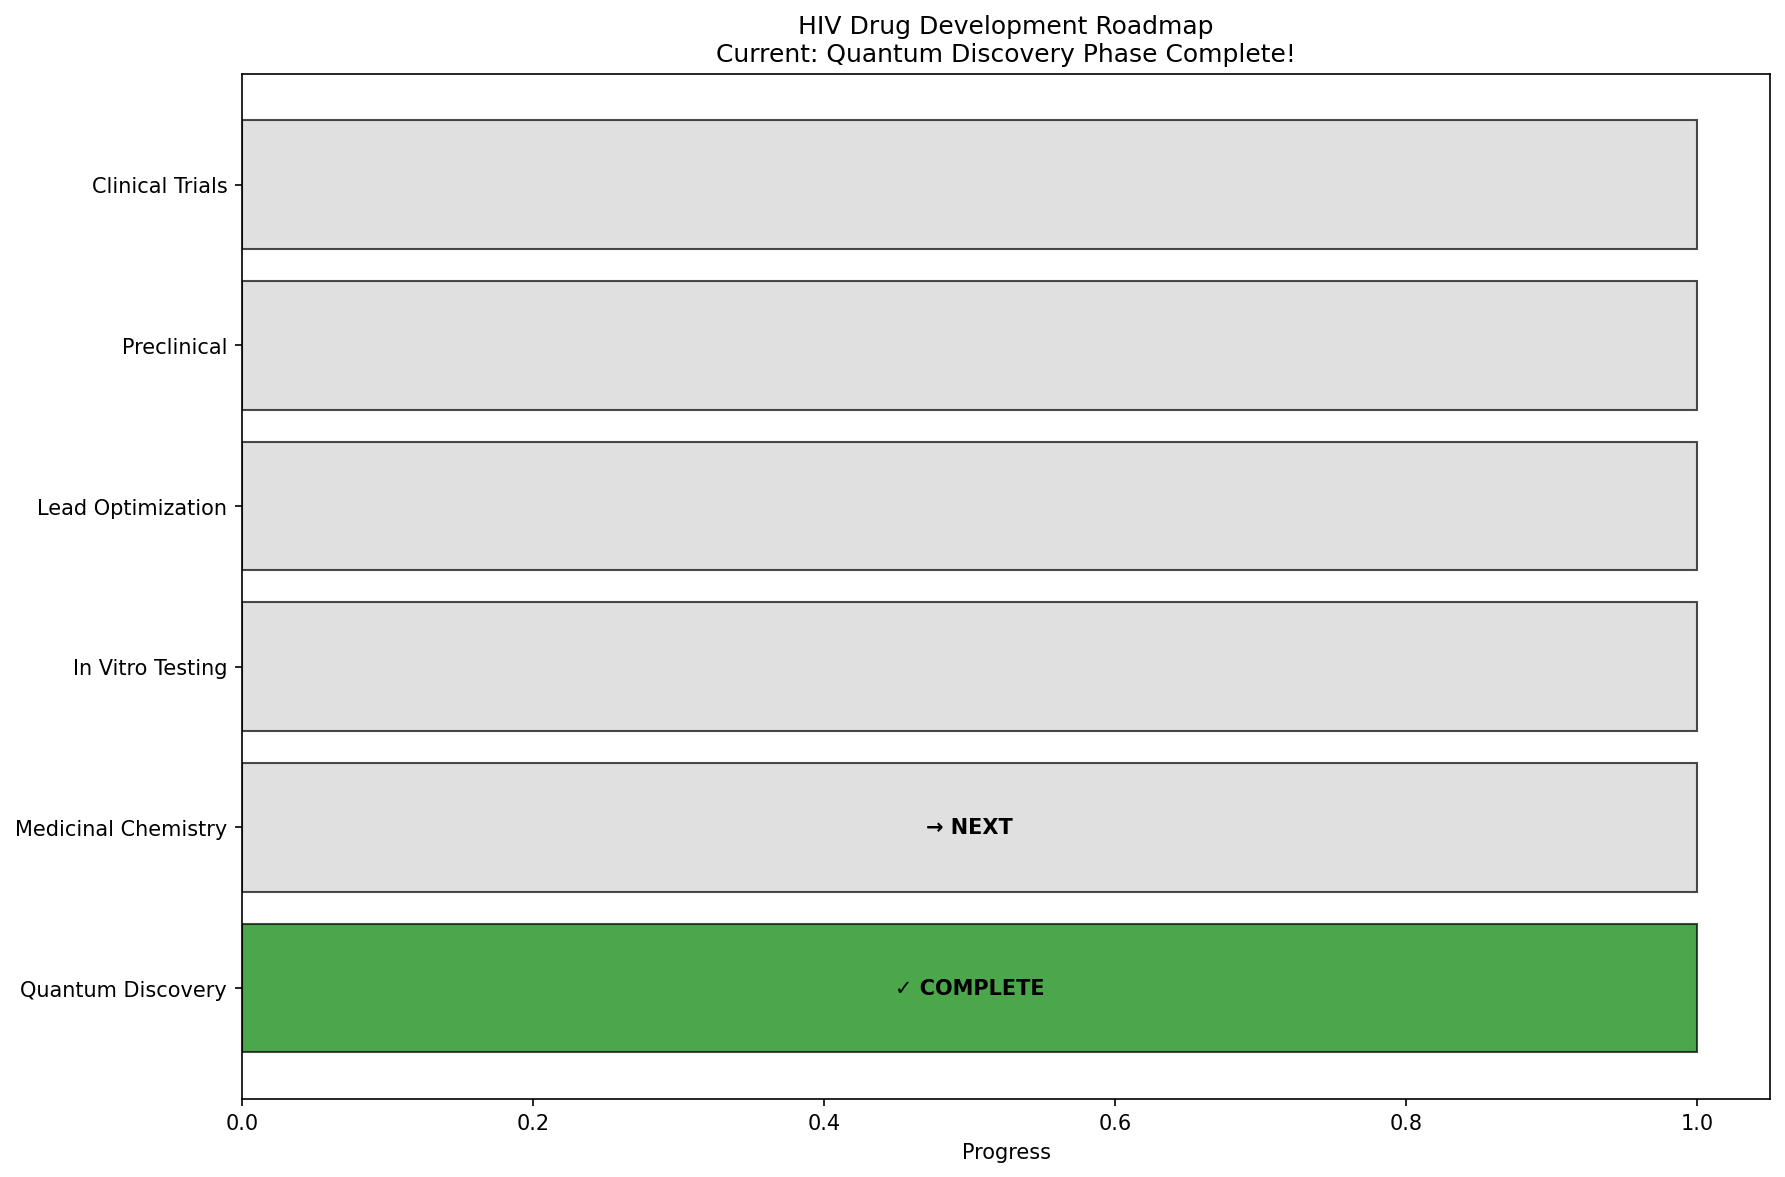 HIV Drug Development Roadmap
Current: Quantum Discovery Phase Complete!
Clinical Trials
Preclinical
Lead Optimization
In Vitro Testing
Medicinal Chemistry
→ NEXT
Quantum Discovery
✓ COMPLETE
0.0 0.2 0.4 0.6 0.8 1.0
Progress